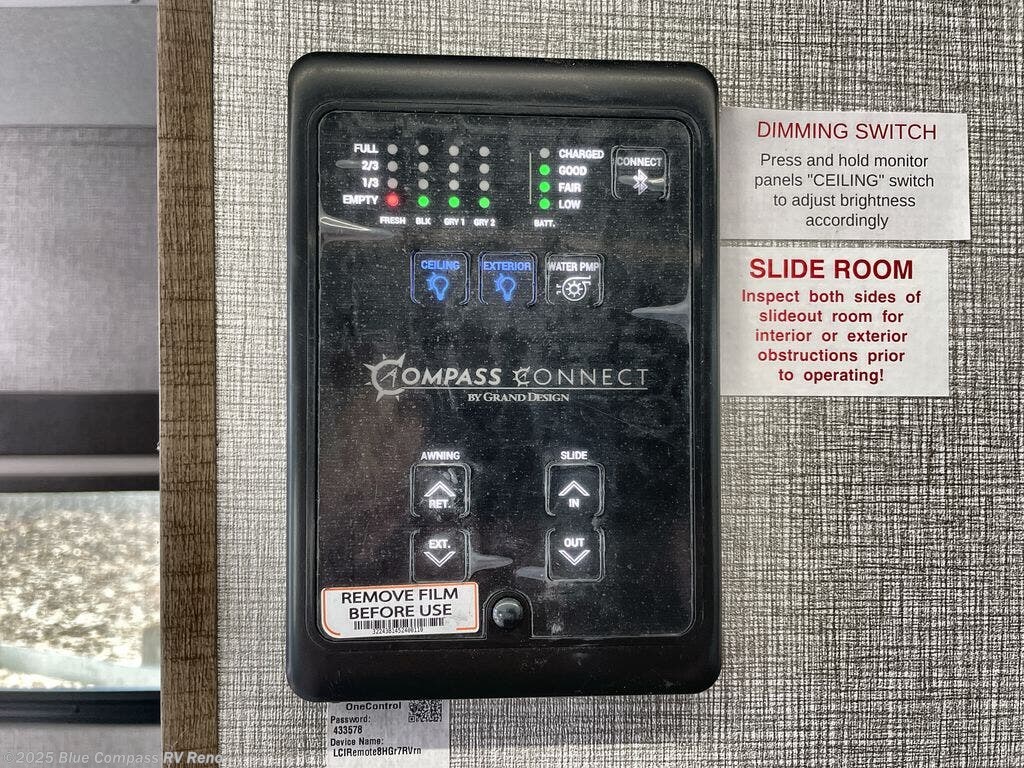 FULL
2/3
1/3
EMPTY
FRESH BLK GRY 1 GRY 2
CHARGED
GOOD
FAIR
LOW
BATT.
CONNECT
CEILING
EXTERIOR
WATER PMP
COMPASS CONNECT
BY GRAND DESIGN
AWNING
RET.
EXT.
SLIDE
IN
OUT
REMOVE FILM
BEFORE USE
32243B1452400119
OneControl
Password:
433578
Device Name:
LCIRemote8HGr7RVrn
DIMMING SWITCH
Press and hold monitor
panels "CEILING" switch
to adjust brightness
accordingly
SLIDE ROOM
Inspect both sides of
slideout room for
interior or exterior
obstructions prior
to operating!
©2025 Blue Compass RV Reno